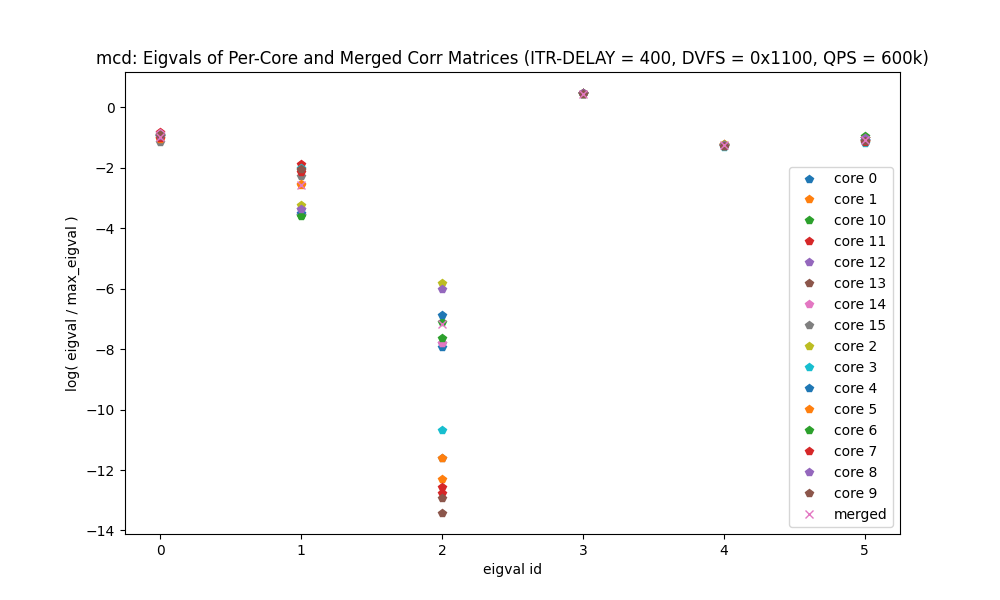 mcd: Eigvals of Per-Core and Merged Corr Matrices (ITR-DELAY = 400, DVFS = 0x1100, QPS = 600k)
log( eigval / max_eigval )
0
−2
−4
−6
−8
−10
−12
−14
0 1 2 3 4 5
eigval id
core 0
core 1
core 10
core 11
core 12
core 13
core 14
core 15
core 2
core 3
core 4
core 5
core 6
core 7
core 8
core 9
merged